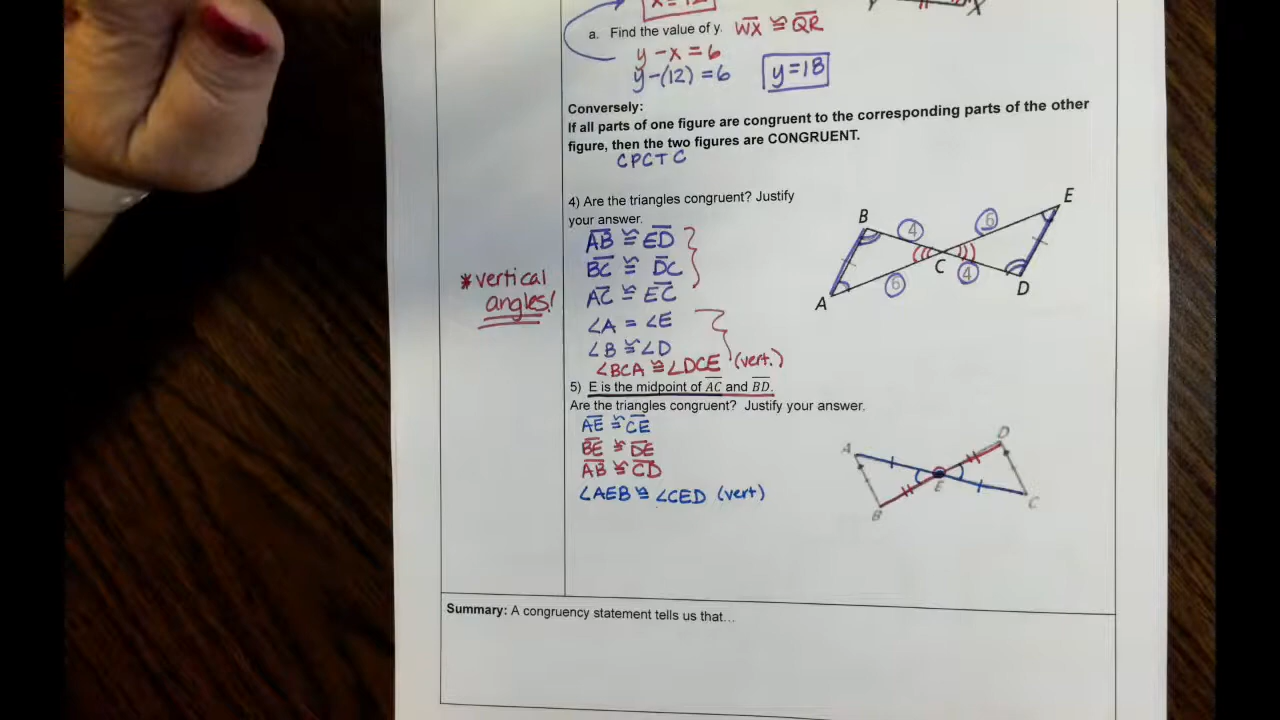 x=12
Y X
a. Find the value of y. WX ≅ QR
y - x = 6
y-(12) = 6 y=18
Conversely:
If all parts of one figure are congruent to the corresponding parts of the other
figure, then the two figures are CONGRUENT.
CPCTC
4) Are the triangles congruent? Justify
your answer.
AB ≅ ED
BC ≅ DC
AC ≅ EC
∠A = ∠E
∠B ≅ ∠D
∠BCA ≅ ∠DCE (vert.)
*vertical
angles!
B 4 6 E
C
A 6 4 D
5) E is the midpoint of AC and BD.
Are the triangles congruent? Justify your answer.
AE ≅ CE
BE ≅ DE
AB ≅ CD
∠AEB ≅ ∠CED (vert)
A D
E
B C
Summary: A congruency statement tells us that...